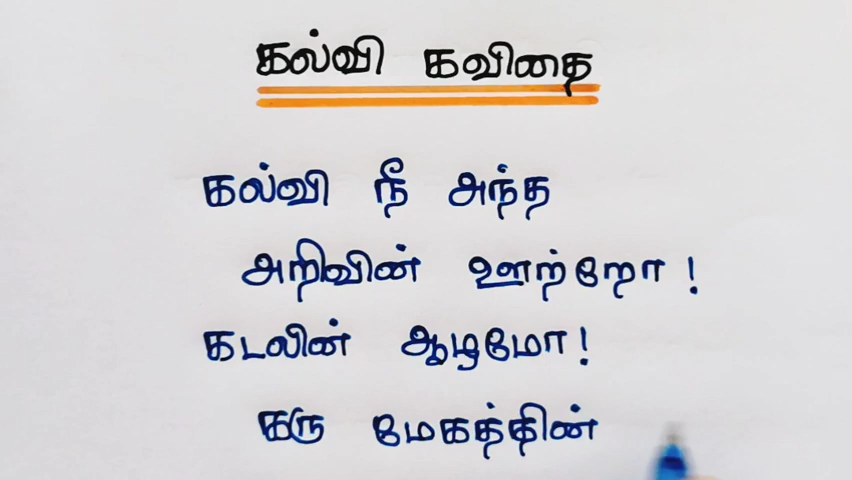 கல்வி கவிதை
கல்வி நீ அந்த
அறிவின் ஊற்றோ!
கடலின் ஆழமோ!
கரு மேகத்தின்